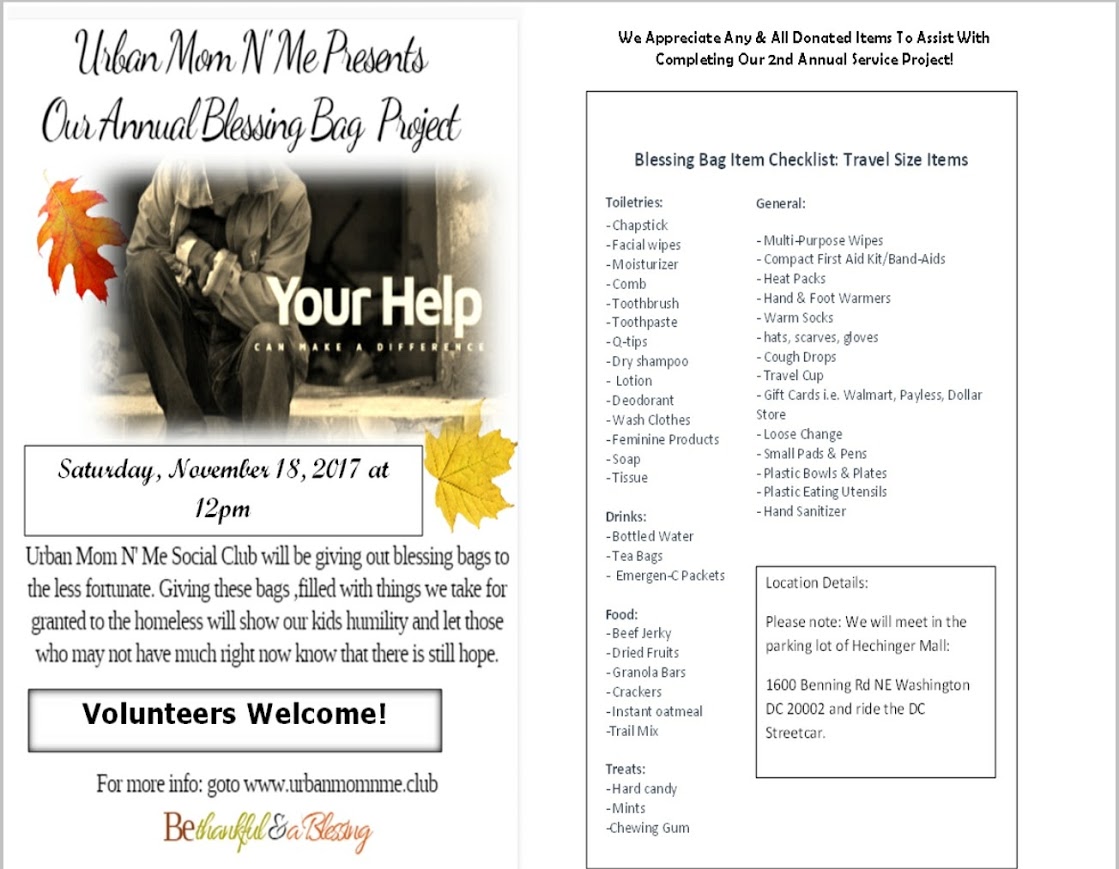 Urban Mom N' Me Presents
Our Annual Blessing Bag Project
Your Help
CAN MAKE A DIFFERENCE
Saturday, November 18, 2017 at
12pm
Urban Mom N' Me Social Club will be giving out blessing bags to
the less fortunate. Giving these bags ,filled with things we take for
granted to the homeless will show our kids humility and let those
who may not have much right now know that there is still hope.
Volunteers Welcome!
For more info: goto www.urbanmomnme.club
Be thankful & a Blessing
We Appreciate Any & All Donated Items To Assist With
Completing Our 2nd Annual Service Project!
Blessing Bag Item Checklist: Travel Size Items
Toiletries:
-Chapstick
-Facial wipes
-Moisturizer
-Comb
-Toothbrush
-Toothpaste
-Q-tips
-Dry shampoo
- Lotion
-Deodorant
-Wash Clothes
-Feminine Products
-Soap
-Tissue
Drinks:
-Bottled Water
-Tea Bags
- Emergen-C Packets
Food:
-Beef Jerky
-Dried Fruits
-Granola Bars
-Crackers
-Instant oatmeal
-Trail Mix
Treats:
-Hard candy
-Mints
-Chewing Gum
General:
-Multi-Purpose Wipes
-Compact First Aid Kit/Band-Aids
-Heat Packs
-Hand & Foot Warmers
-Warm Socks
-hats, scarves, gloves
-Cough Drops
-Travel Cup
-Gift Cards i.e. Walmart, Payless, Dollar
Store
-Loose Change
-Small Pads & Pens
-Plastic Bowls & Plates
-Plastic Eating Utensils
-Hand Sanitizer
Location Details:
Please note: We will meet in the
parking lot of Hechinger Mall:
1600 Benning Rd NE Washington
DC 20002 and ride the DC
Streetcar.